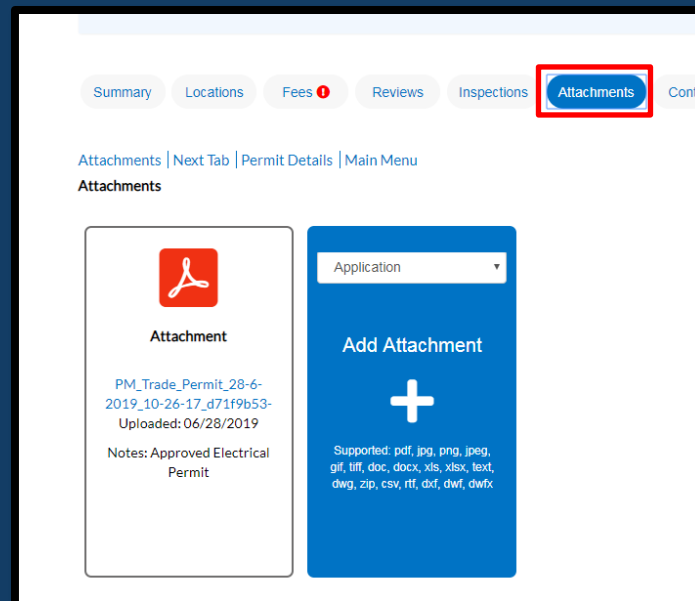 Summary Locations Fees Reviews Inspections Attachments Cont
Attachments | Next Tab | Permit Details | Main Menu
Attachments
Attachment
PM_Trade_Permit_28-6-
2019_10-26-17_d71f9b53-
Uploaded: 06/28/2019
Notes: Approved Electrical
Permit
Application
Add Attachment
Supported: pdf, jpg, png, jpeg,
gif, tiff, doc, docx, xls, xlsx, text,
dwg, zip, csv, rtf, dxf, dwf, dwfx